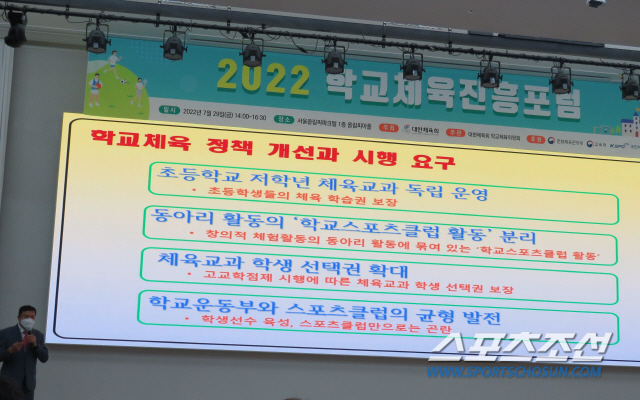 2022 학교체육진흥포럼
일시 2022년 7월 29일(금) 14:00~16:30 장소 서울올림픽파크텔 1층 올림피아홀 대한체육회
학교체육 정책 개선과 시행 요구
초등학교 저학년 체육교과 독립 운영
• 초등학생들의 체육 학습권 보장
동아리 활동의 '학교스포츠클럽 활동' 분리
• 창의적 체험활동의 동아리 활동에 묶여 있는 '학교스포츠클럽 활동'
체육교과 학생 선택권 확대
• 고교학점제 시행에 따른 체육교과 학생 선택권 보장
학교운동부와 스포츠클럽의 균형 발전
• 학생선수 육성, 스포츠클럽만으로는 곤란
스포츠조선
WWW.SPORTSCHOSUN.COM